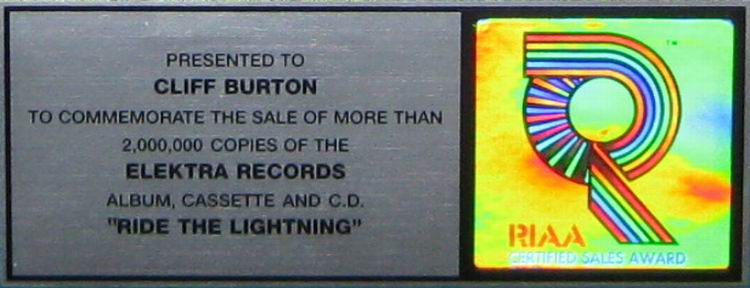 PRESENTED TO
CLIFF BURTON
TO COMMEMORATE THE SALE OF MORE THAN
2,000,000 COPIES OF THE
ELEKTRA RECORDS
ALBUM, CASSETTE AND C.D.
"RIDE THE LIGHTNING"
TM
RIAA
CERTIFIED SALES AWARD